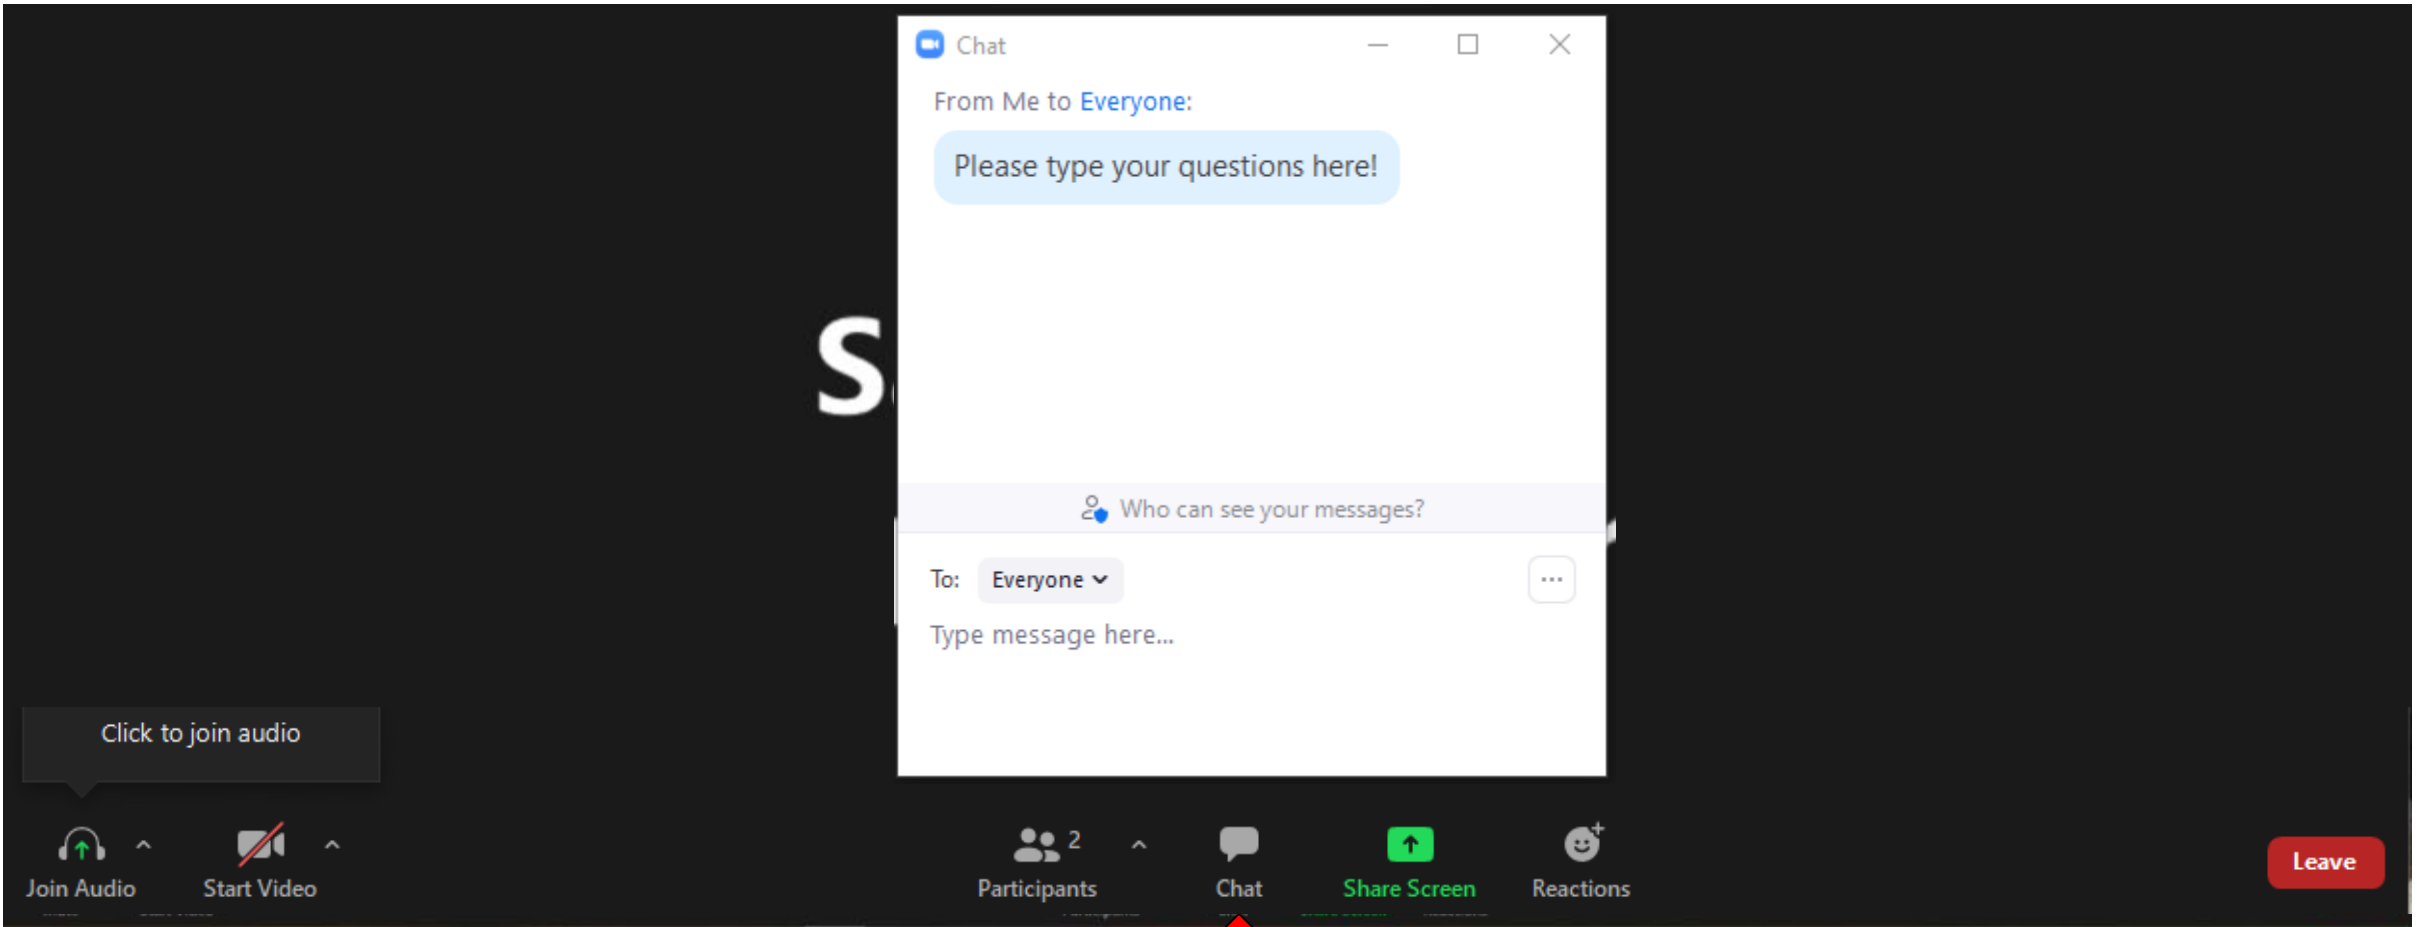 Chat
From Me to Everyone:
Please type your questions here!
S
Who can see your messages?
To: Everyone
Type message here...
Click to join audio
Join Audio
Start Video
2
Participants
Chat
Share Screen
Reactions
Leave